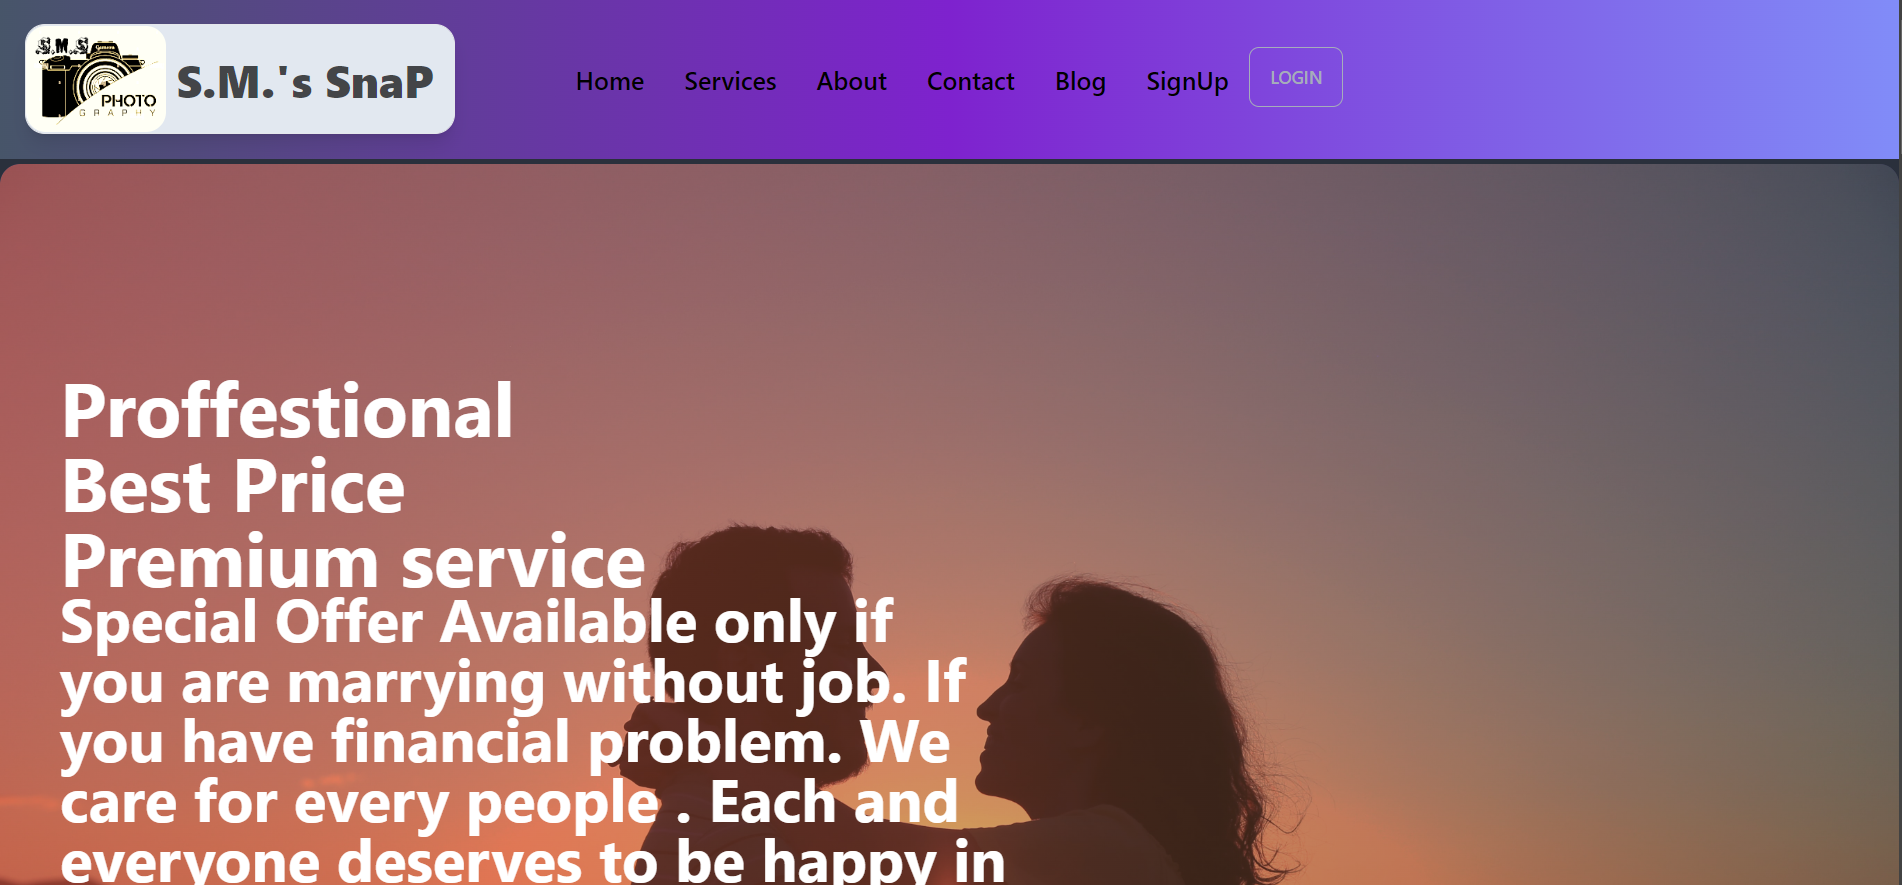 S.M.S
Camera
PHOTO
GRAPHY
S.M.'s SnaP
Home Services About Contact Blog SignUp LOGIN
Proffestional
Best Price
Premium service
Special Offer Available only if
you are marrying without job. If
you have financial problem. We
care for every people . Each and
everyone deserves to be happy in